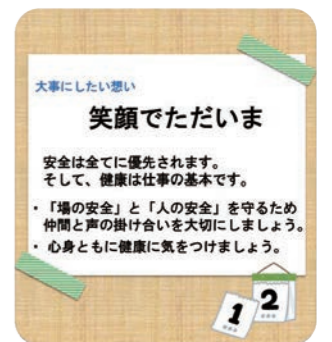 大事にしたい想い
笑顔でただいま
安全は全てに優先されます。
そして、健康は仕事の基本です。
・「場の安全」と「人の安全」を守るため
仲間と声の掛け合いを大切にしましょう。
・心身ともに健康に気をつけましょう。
1
2